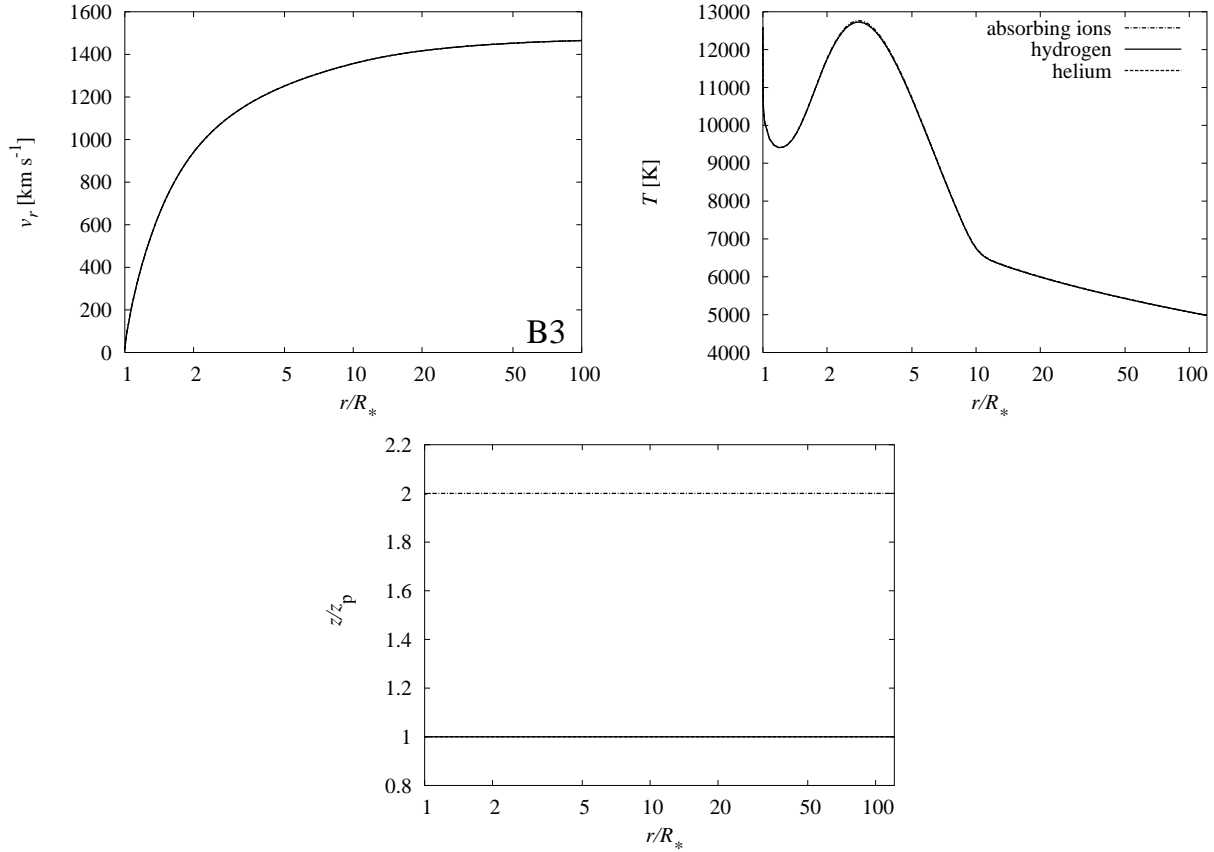 1600
1400
1200
1000
800
600
400
200
0
v_r [km s^-1]
B3
1 2 5 10 20 50 100
r/R_*
13000
12000
11000
10000
9000
8000
7000
6000
5000
4000
T [K]
absorbing ions
hydrogen
helium
1 2 5 10 20 50 100
r/R_*
2.2
2
1.8
1.6
1.4
1.2
1
0.8
z/z_p
1 2 5 10 20 50 100
r/R_*